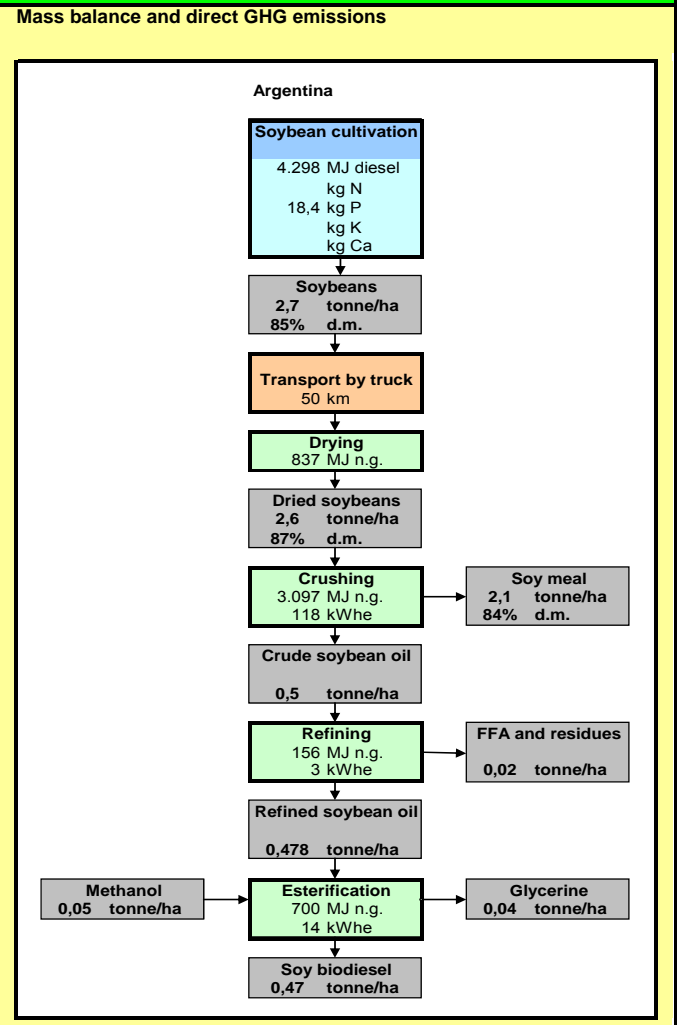 Mass balance and direct GHG emissions
Argentina
Soybean cultivation
4.298 MJ diesel
kg N
18,4 kg P
kg K
kg Ca
Soybeans
2,7 tonne/ha
85% d.m.
Transport by truck
50 km
Drying
837 MJ n.g.
Dried soybeans
2,6 tonne/ha
87% d.m.
Crushing
3.097 MJ n.g.
118 kWhe
Soy meal
2,1 tonne/ha
84% d.m.
Crude soybean oil
0,5 tonne/ha
Refining
156 MJ n.g.
3 kWhe
FFA and residues
0,02 tonne/ha
Refined soybean oil
0,478 tonne/ha
Methanol
0,05 tonne/ha
Esterification
700 MJ n.g.
14 kWhe
Glycerine
0,04 tonne/ha
Soy biodiesel
0,47 tonne/ha